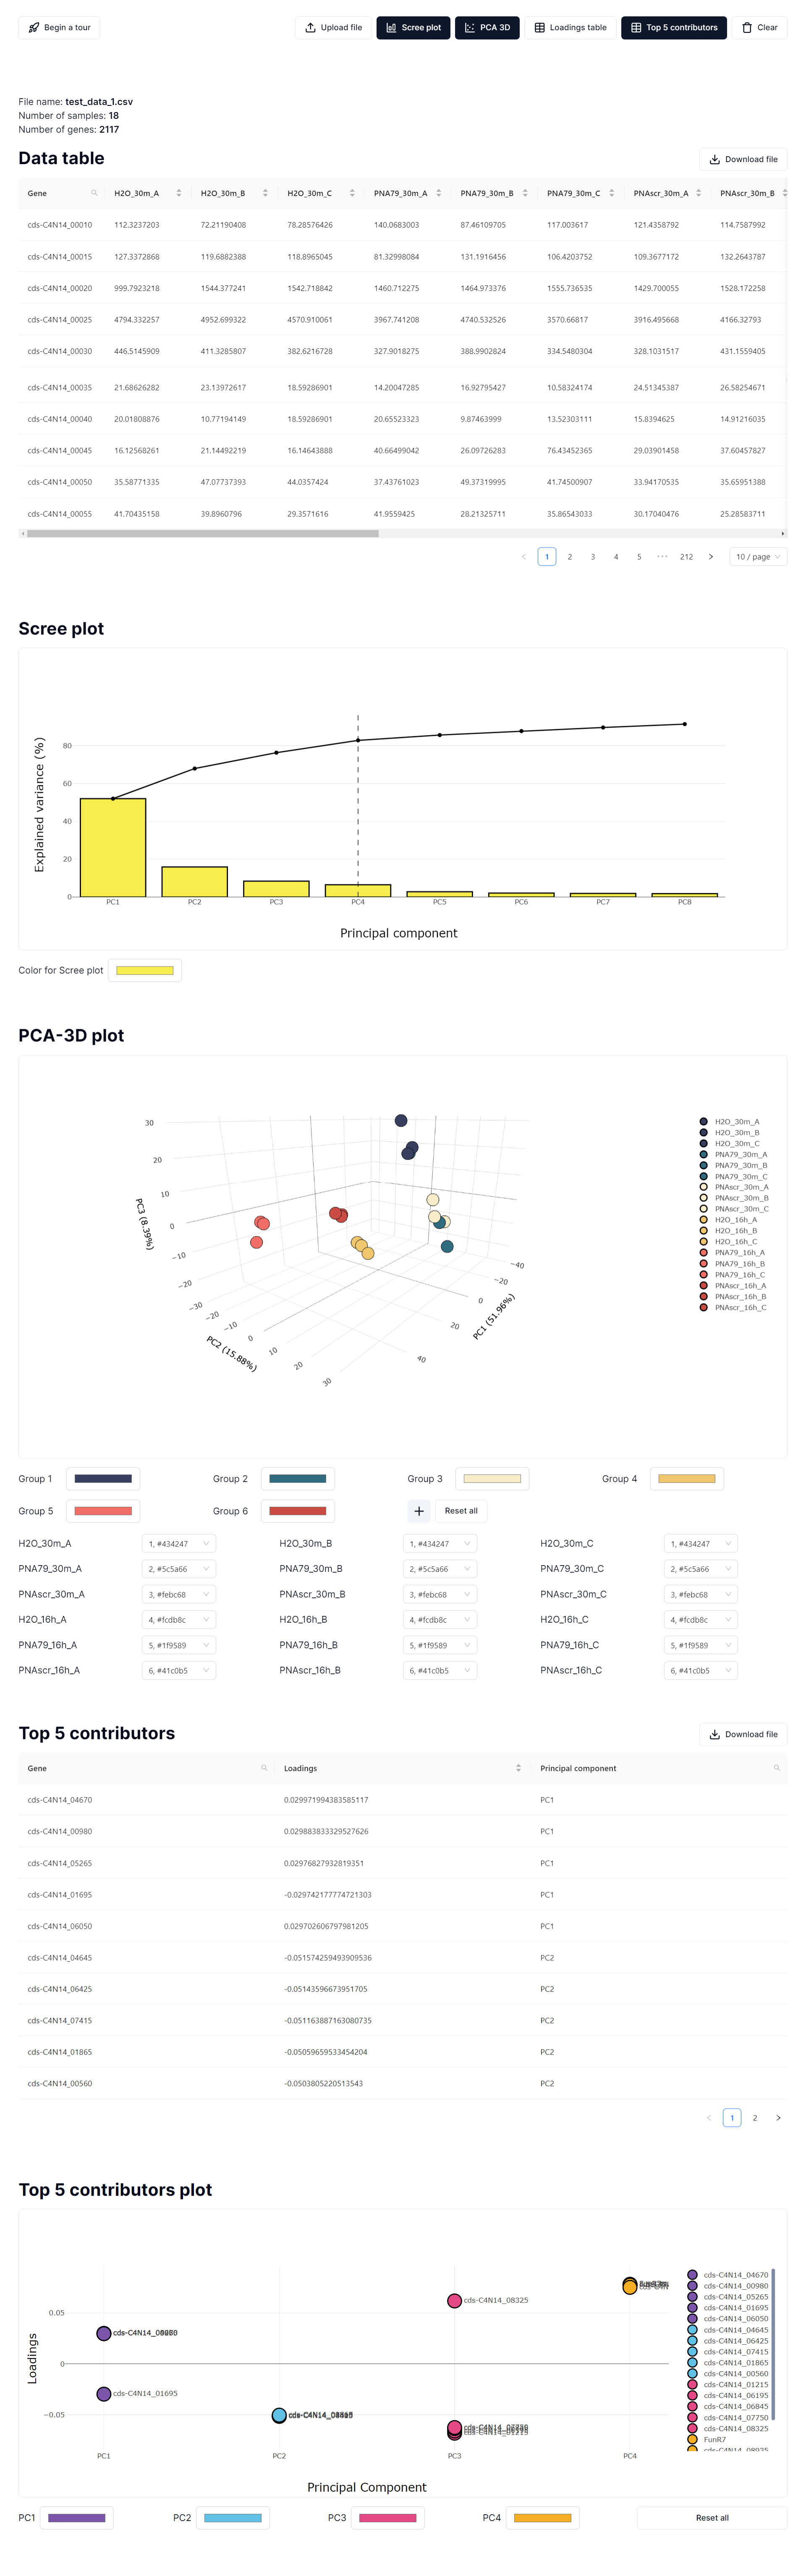 Begin a tour Upload file Scree plot PCA 3D Loadings table Top 5 contributors Clear
File name: test_data_1.csv
Number of samples: 18
Number of genes: 2117
Data table Download file
Gene H2O_30m_A H2O_30m_B H2O_30m_C PNA79_30m_A PNA79_30m_B PNA79_30m_C PNAscr_30m_A PNAscr_30m_B
cds-C4N14_00010 112.3237203 72.21190408 78.28576426 140.0683003 87.46109705 117.003617 121.4358792 114.7587992
cds-C4N14_00015 127.3372868 119.6882388 118.8965045 81.32998084 131.1916456 106.4203752 109.3677172 132.2643787
cds-C4N14_00020 999.7923218 1544.377241 1542.718842 1460.712275 1464.973376 1555.736535 1429.700055 1528.172258
cds-C4N14_00025 4794.332257 4952.699322 4570.910061 3967.741208 4740.532526 3570.66817 3916.495668 4166.32793
cds-C4N14_00030 446.5145909 411.3285807 382.6216728 327.9018275 388.9902824 334.5480304 328.1031517 431.1559405
cds-C4N14_00035 21.68626282 23.13972617 18.59286901 14.20047285 16.92795427 10.58324174 24.51345387 26.58254671
cds-C4N14_00040 20.01808876 10.77194149 18.59286901 20.65523323 9.87463999 13.52303111 15.8394625 14.91216035
cds-C4N14_00045 16.12568261 21.14492219 16.14643888 40.66499042 26.09726283 76.43452365 29.03901458 37.60457827
cds-C4N14_00050 35.58771335 47.07737393 44.0357424 37.43761023 49.37319995 41.74500907 33.94170535 35.65951388
cds-C4N14_00055 41.70435158 39.8960796 29.3571616 41.9559425 28.21325711 35.86543033 30.17040476 25.28583711
1 2 3 4 5 ••• 212 10 / page
Scree plot
Explained variance (%)
80
60
40
20
0
PC1 PC2 PC3 PC4 PC5 PC6 PC7 PC8
Principal component
Color for Scree plot
PCA-3D plot
30
20
10
0
−10
−20
−30
PC3 (8.39%)
−20
−10
0
10
20
30
PC2 (15.88%)
−40
−20
0
20
40
PC1 (51.96%)
H2O_30m_A
H2O_30m_B
H2O_30m_C
PNA79_30m_A
PNA79_30m_B
PNA79_30m_C
PNAscr_30m_A
PNAscr_30m_B
PNAscr_30m_C
H2O_16h_A
H2O_16h_B
H2O_16h_C
PNA79_16h_A
PNA79_16h_B
PNA79_16h_C
PNAscr_16h_A
PNAscr_16h_B
PNAscr_16h_C
Group 1 Group 2 Group 3 Group 4
Group 5 Group 6 + Reset all
H2O_30m_A 1, #434247 H2O_30m_B 1, #434247 H2O_30m_C 1, #434247
PNA79_30m_A 2, #5c5a66 PNA79_30m_B 2, #5c5a66 PNA79_30m_C 2, #5c5a66
PNAscr_30m_A 3, #febc68 PNAscr_30m_B 3, #febc68 PNAscr_30m_C 3, #febc68
H2O_16h_A 4, #fcdb8c H2O_16h_B 4, #fcdb8c H2O_16h_C 4, #fcdb8c
PNA79_16h_A 5, #1f9589 PNA79_16h_B 5, #1f9589 PNA79_16h_C 5, #1f9589
PNAscr_16h_A 6, #41c0b5 PNAscr_16h_B 6, #41c0b5 PNAscr_16h_C 6, #41c0b5
Top 5 contributors Download file
Gene Loadings Principal component
cds-C4N14_04670 0.029971994383585117 PC1
cds-C4N14_00980 0.029883833329527626 PC1
cds-C4N14_05265 0.02976827932819351 PC1
cds-C4N14_01695 -0.029742177774721303 PC1
cds-C4N14_06050 0.029702606797981205 PC1
cds-C4N14_04645 -0.051574259493909536 PC2
cds-C4N14_06425 -0.05143596673951705 PC2
cds-C4N14_07415 -0.051163887163080735 PC2
cds-C4N14_01865 -0.05059659533454204 PC2
cds-C4N14_00560 -0.0503805220513543 PC2
1 2
Top 5 contributors plot
Loadings
0.05
0
−0.05
cds-C4N14_08325
cds-C4N14_01695
PC1 PC2 PC3 PC4
Principal Component
cds-C4N14_04670
cds-C4N14_00980
cds-C4N14_05265
cds-C4N14_01695
cds-C4N14_06050
cds-C4N14_04645
cds-C4N14_06425
cds-C4N14_07415
cds-C4N14_01865
cds-C4N14_00560
cds-C4N14_01215
cds-C4N14_06195
cds-C4N14_06845
cds-C4N14_07750
cds-C4N14_08325
FunR7
PC1 PC2 PC3 PC4 Reset all